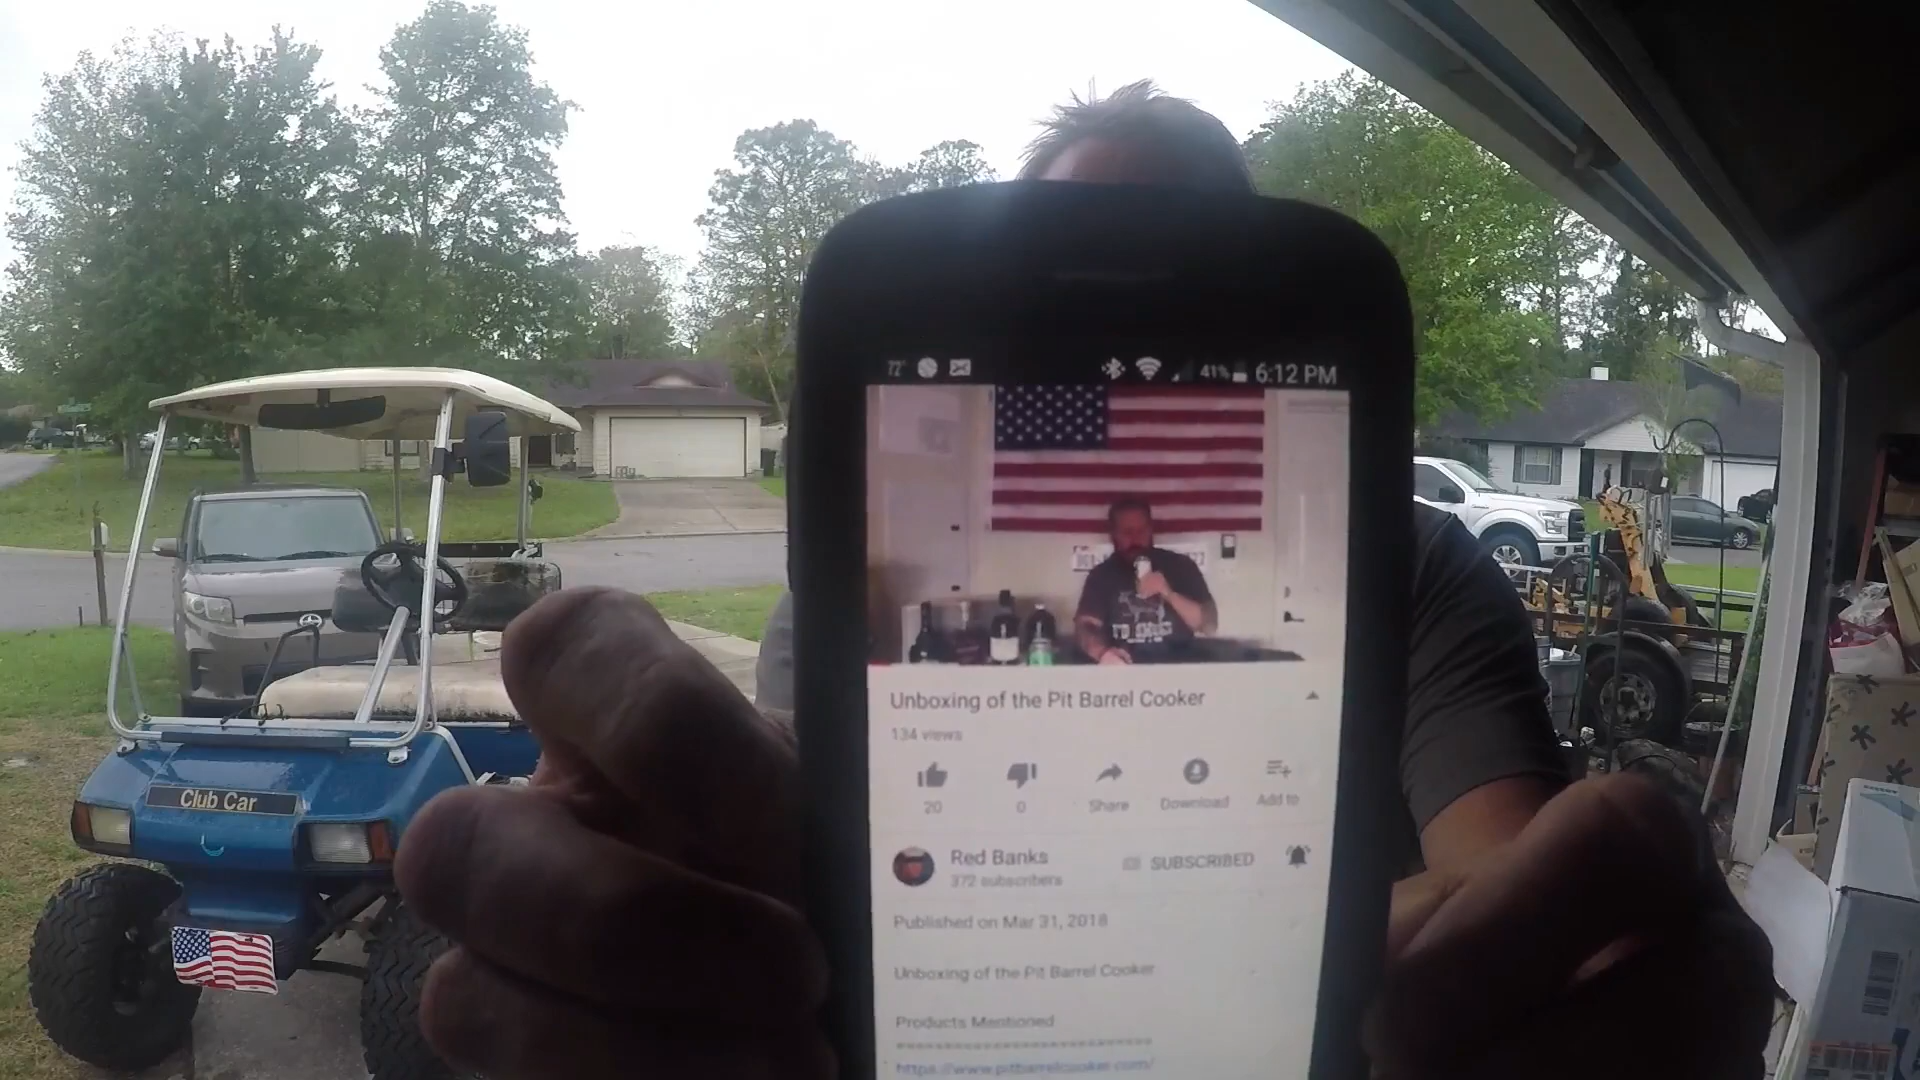 72°
41%
6:12 PM
Unboxing of the Pit Barrel Cooker
134 views
20
0
Share
Download
Add to
Red Banks
SUBSCRIBED
372 subscribers
Published on Mar 31, 2018
Unboxing of the Pit Barrel Cooker
Products Mentioned
https://www.pitbarrelcooker.com/
Club Car